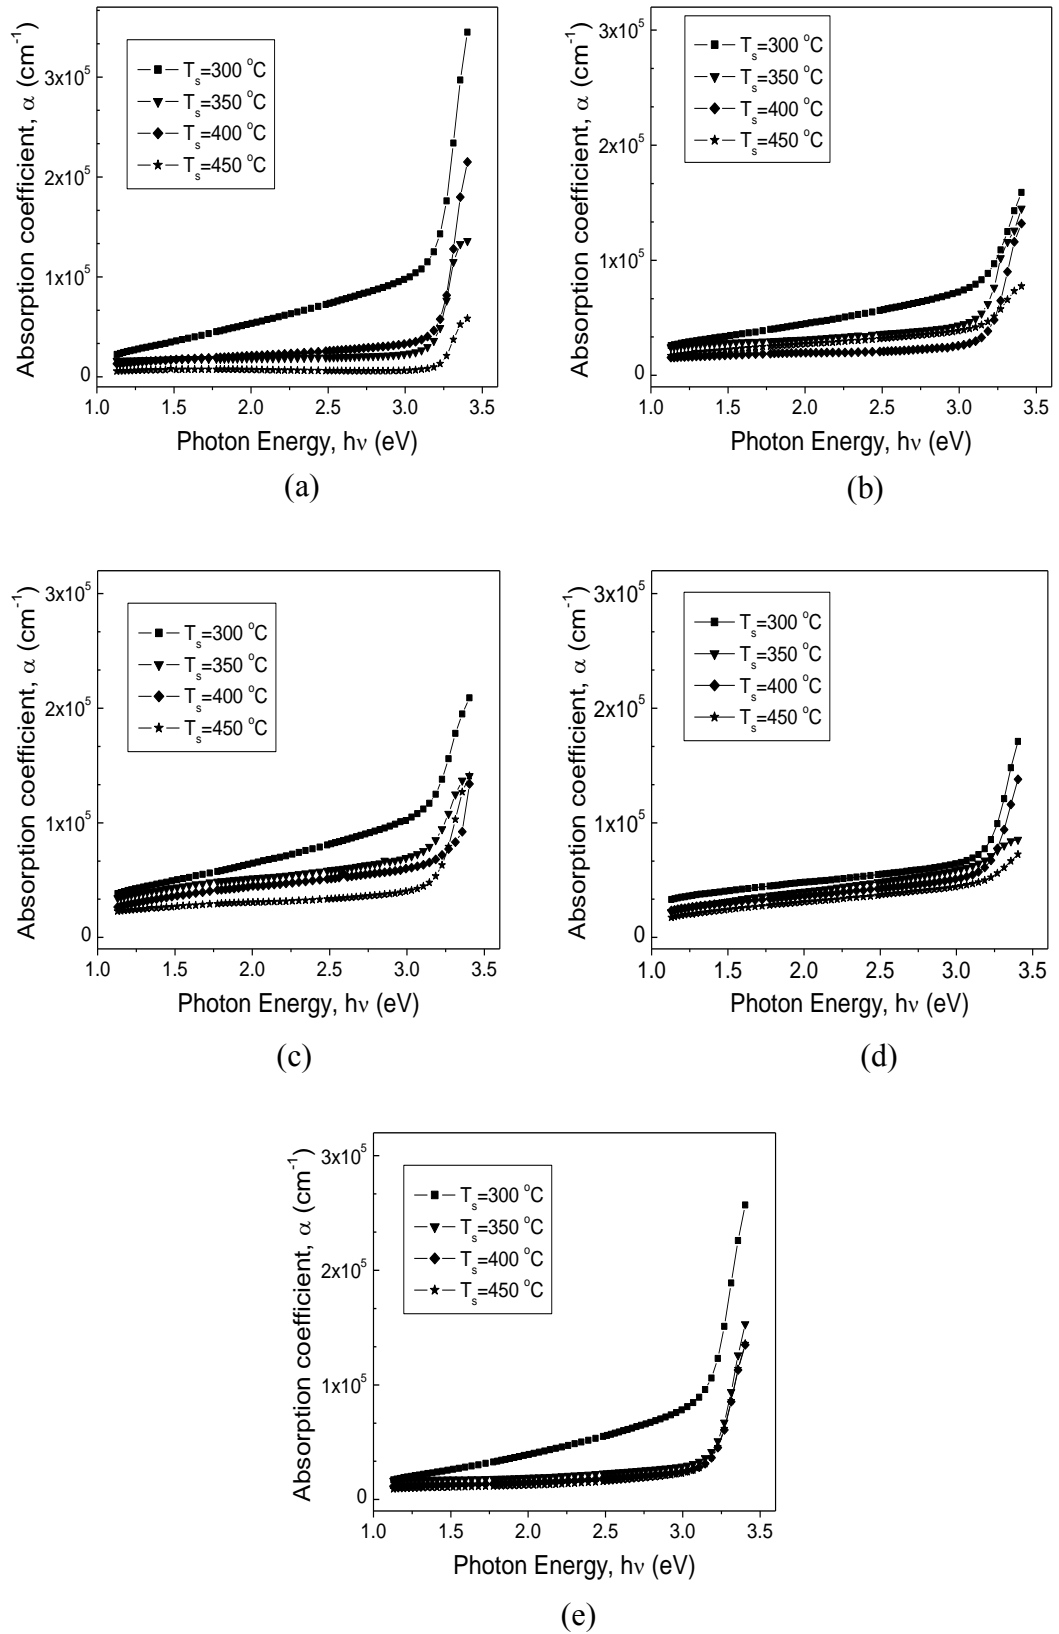 Absorption coefficient, α (cm⁻¹)
3x10⁵
2x10⁵
1x10⁵
0
Tₛ=300 °C
Tₛ=350 °C
Tₛ=400 °C
Tₛ=450 °C
1.0 1.5 2.0 2.5 3.0 3.5
Photon Energy, hν (eV)
(a)
Absorption coefficient, α (cm⁻¹)
3x10⁵
2x10⁵
1x10⁵
0
Tₛ=300 °C
Tₛ=350 °C
Tₛ=400 °C
Tₛ=450 °C
1.0 1.5 2.0 2.5 3.0 3.5
Photon Energy, hν (eV)
(b)
Absorption coefficient, α (cm⁻¹)
3x10⁵
2x10⁵
1x10⁵
0
Tₛ=300 °C
Tₛ=350 °C
Tₛ=400 °C
Tₛ=450 °C
1.0 1.5 2.0 2.5 3.0 3.5
Photon Energy, hν (eV)
(c)
Absorption coefficient, α (cm⁻¹)
3x10⁵
2x10⁵
1x10⁵
0
Tₛ=300 °C
Tₛ=350 °C
Tₛ=400 °C
Tₛ=450 °C
1.0 1.5 2.0 2.5 3.0 3.5
Photon Energy, hν (eV)
(d)
Absorption coefficient, α (cm⁻¹)
3x10⁵
2x10⁵
1x10⁵
0
Tₛ=300 °C
Tₛ=350 °C
Tₛ=400 °C
Tₛ=450 °C
1.0 1.5 2.0 2.5 3.0 3.5
Photon Energy, hν (eV)
(e)